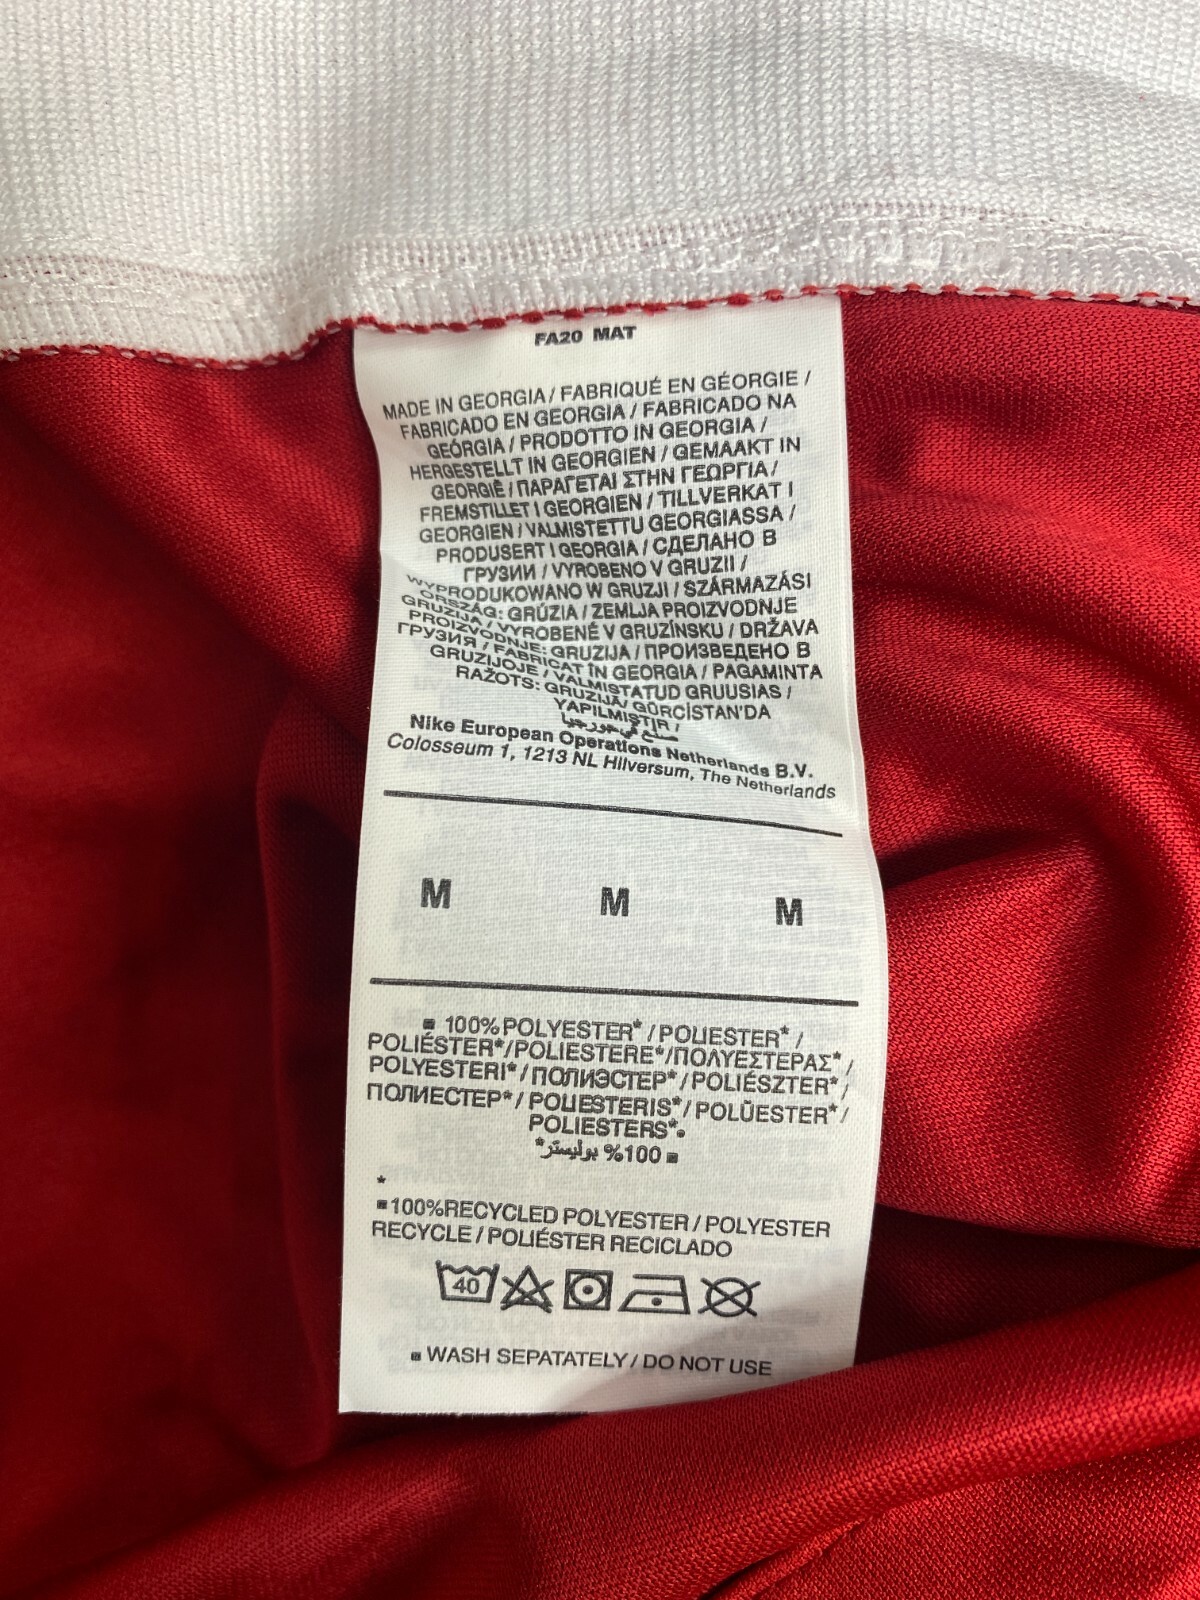 FA20 MAT
MADE IN GEORGIA / FABRIQUÉ EN GÉORGIE /
FABRICADO EN GEORGIA / FABRICADO NA
GEÓRGIA / PRODOTTO IN GEORGIA /
HERGESTELLT IN GEORGIEN / GEMAAKT IN
GEORGIË / ΠΑΡΑΓΕΤΑΙ ΣΤΗΝ ΓΕΩΡΓΙΑ /
FREMSTILLET I GEORGIEN / TILLVERKAT I
GEORGIEN / VALMISTETTU GEORGIASSA /
PRODUSERT I GEORGIA / СДЕЛАНО В
ГРУЗИИ / VYROBENO V GRUZII /
WYPRODUKOWANO W GRUZJI / SZÁRMAZÁSI
ORSZÁG: GRÚZIA / ZEMLJA PROIZVODNJE
GRUZIJA / VYROBENÉ V GRUZÍNSKU / DRŽAVA
PROIZVODNJE: GRUZIJA / ПРОИЗВЕДЕНО В
ГРУЗИЯ / FABRICAT ÎN GEORGIA / PAGAMINTA
GRUZIJOJE / VALMISTATUD GRUUSIAS /
RAŽOTS: GRUZIJA / GÜRCİSTAN'DA
YAPILMIŞTIR /
صنع في جورجيا
Nike European Operations Netherlands B.V.
Colosseum 1, 1213 NL Hilversum, The Netherlands
M M M
100%POLYESTER* / POLIESTER* /
POLIÉSTER*/POLIESTERE*/ΠΟΛΥΕΣΤΕΡΑΣ* /
POLYESTERI* / ПОЛИЭСТЕР* / POLIÉSZTER* /
ПОЛИЕСТЕР* / POLIESTERIS* / POLÜESTER* /
POLIESTERS*.
100% بوليستر*
*
100%RECYCLED POLYESTER / POLYESTER
RECYCLE / POLIÉSTER RECICLADO
40
WASH SEPATATELY / DO NOT USE